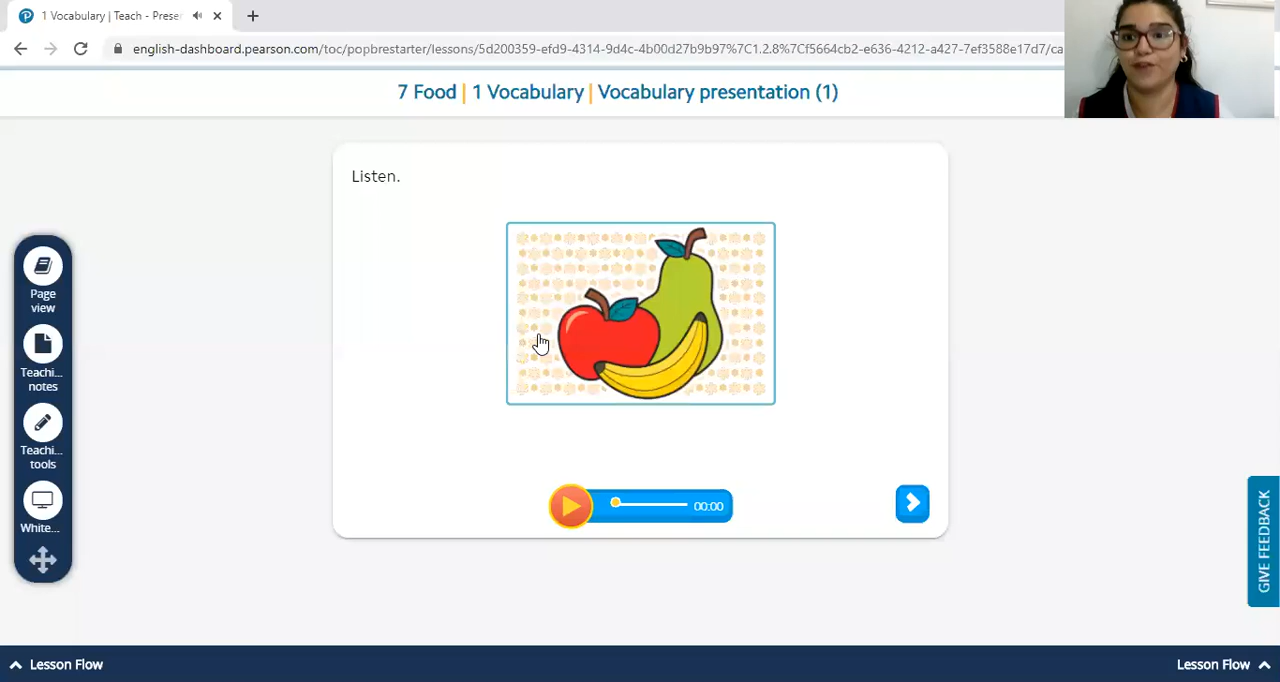 1 Vocabulary | Teach - Prese
english-dashboard.pearson.com/toc/popbrestarter/lessons/5d200359-efd9-4314-9d4c-4b00d27b9b97%7C1.2.8%7Cf5664cb2-e636-4212-a427-7ef3588e17d7/ca
7 Food | 1 Vocabulary | Vocabulary presentation (1)
Listen.
Page
view
Teachi...
notes
Teachi...
tools
White...
00:00
GIVE FEEDBACK
Lesson Flow
Lesson Flow